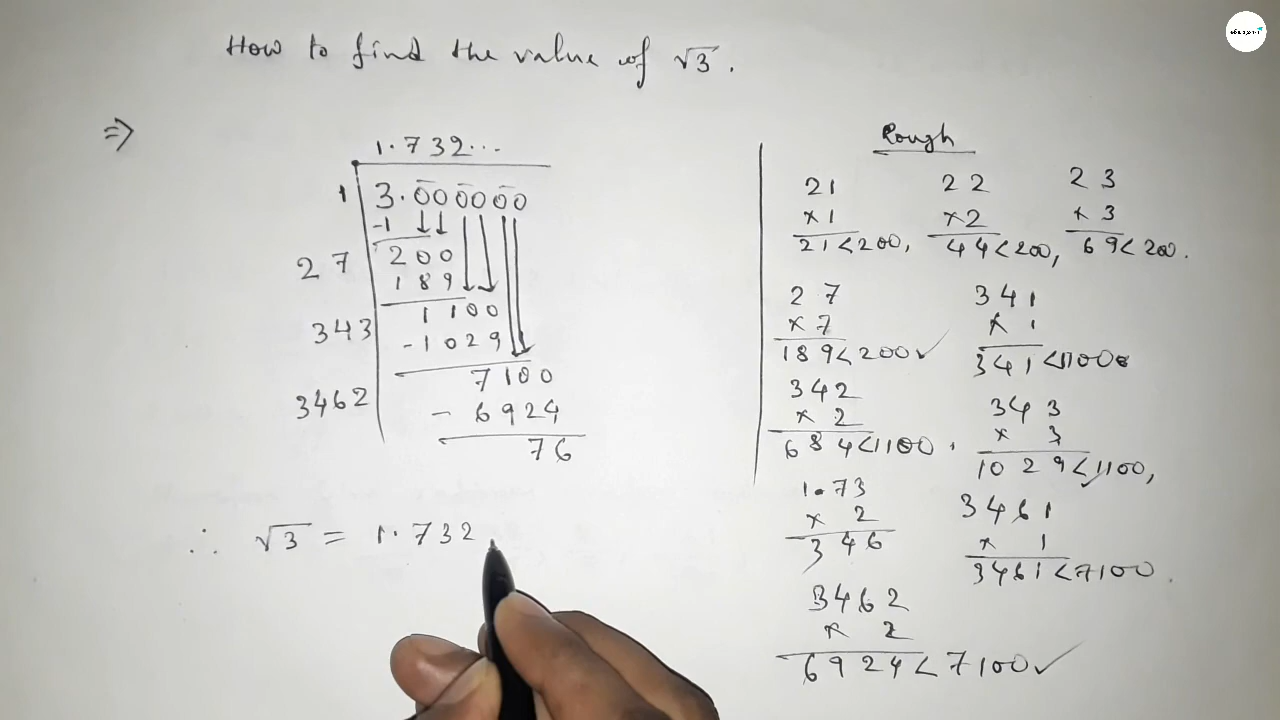 How to find the value of √3.
⇒
1.732...
1 3.000000
-1
27 200
189
343 1100
-1029
3462 7100
- 6924
76
∴ √3 = 1.732
Rough
21 22 23
×1 ×2 ×3
21<200, 44<200, 69<200.
27 341
×7 × 1
189<200✓ 341<1100
342 343
× 2 × 3
684<1100. 1029<1100,✓
1.73 3461
× 2 × 1
346 3461<7100.
3462
× 2
6924<7100✓